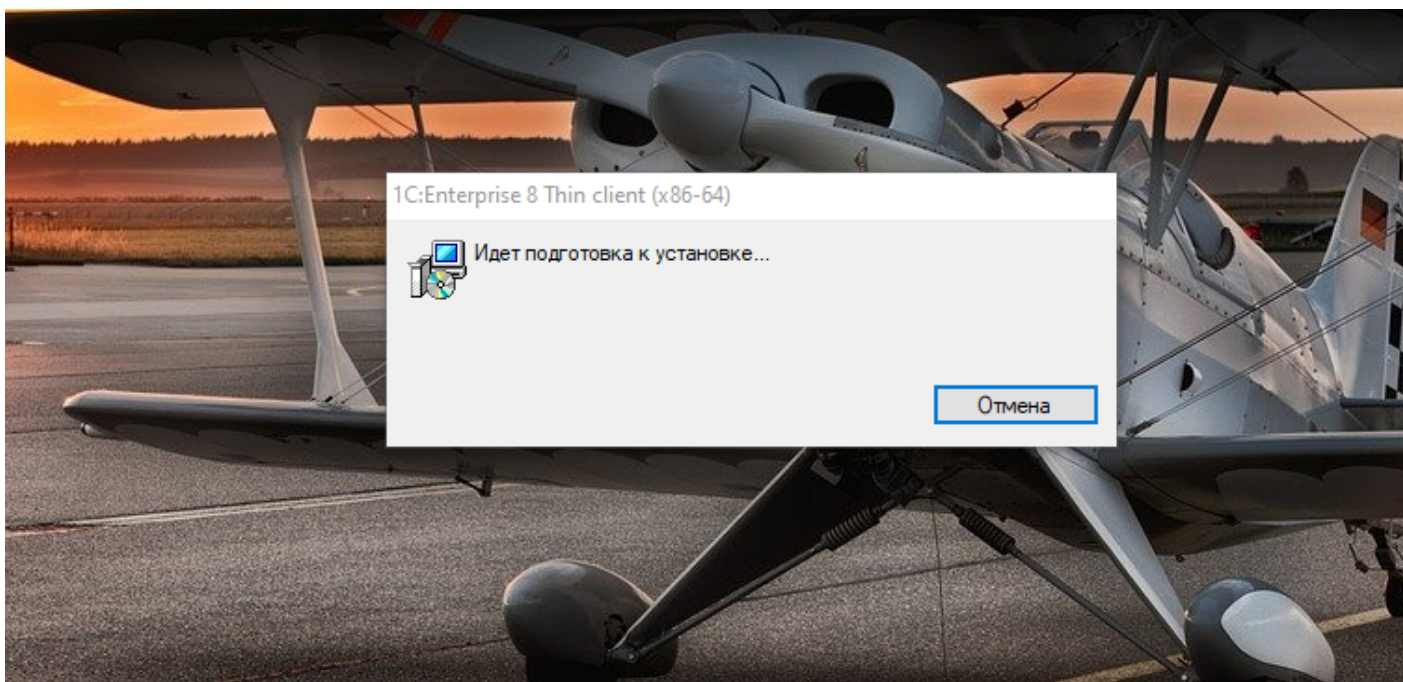 1C:Enterprise 8 Thin client (x86-64)
Идет подготовка к установке...
Отмена